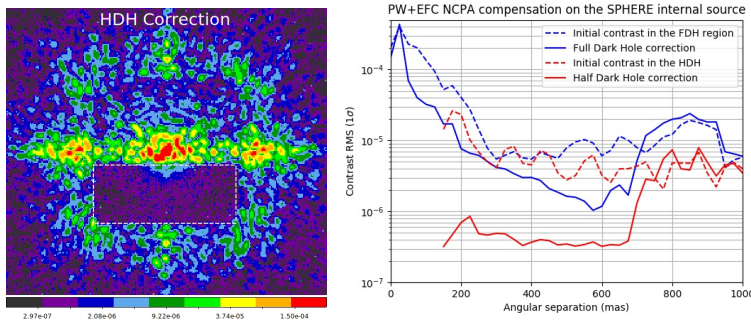 HDH Correction
2.97e-07 2.08e-06 9.22e-06 3.74e-05 1.50e-04
PW+EFC NCPA compensation on the SPHERE internal source
Initial contrast in the FDH region
Full Dark Hole correction
Initial contrast in the HDH
Half Dark Hole correction
Contrast RMS (1σ)
10⁻⁴
10⁻⁵
10⁻⁶
10⁻⁷
0 200 400 600 800 1000
Angular separation (mas)